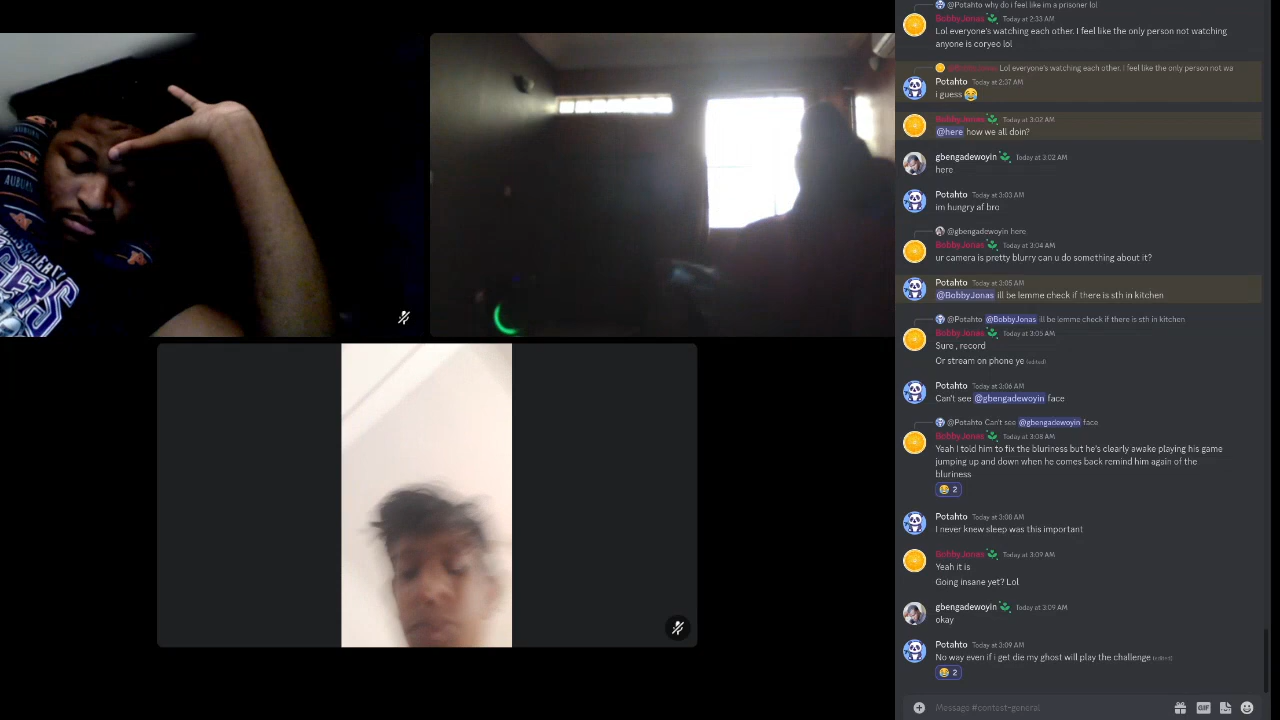 @Potahto why do i feel like im a prisoner lol
BobbyJonas Today at 2:33 AM
Lol everyone's watching each other. I feel like the only person not watching
anyone is coryeo lol
Lol everyone's watching each other. I feel like the only person not wa
Potahto Today at 2:37 AM
i guess 😂
BobbyJonas Today at 3:02 AM
@here how we all doin?
gbengadewoyin Today at 3:02 AM
here
Potahto Today at 3:03 AM
im hungry af bro
@gbengadewoyin here
BobbyJonas Today at 3:04 AM
ur camera is pretty blurry can u do something about it?
Potahto Today at 3:05 AM
@BobbyJonas ill be lemme check if there is sth in kitchen
@Potahto @BobbyJonas ill be lemme check if there is sth in kitchen
BobbyJonas Today at 3:05 AM
Sure , record
Or stream on phone ye (edited)
Potahto Today at 3:06 AM
Can't see @gbengadewoyin face
@Potahto Can't see @gbengadewoyin face
BobbyJonas Today at 3:08 AM
Yeah I told him to fix the bluriness but he's clearly awake playing his game
jumping up and down when he comes back remind him again of the
bluriness
😂 2
Potahto Today at 3:08 AM
I never knew sleep was this important
BobbyJonas Today at 3:09 AM
Yeah it is
Going insane yet? Lol
gbengadewoyin Today at 3:09 AM
okay
Potahto Today at 3:09 AM
No way even if i get die my ghost will play the challenge (edited)
😂 2
Message #contest-general
GIF
AUBURN